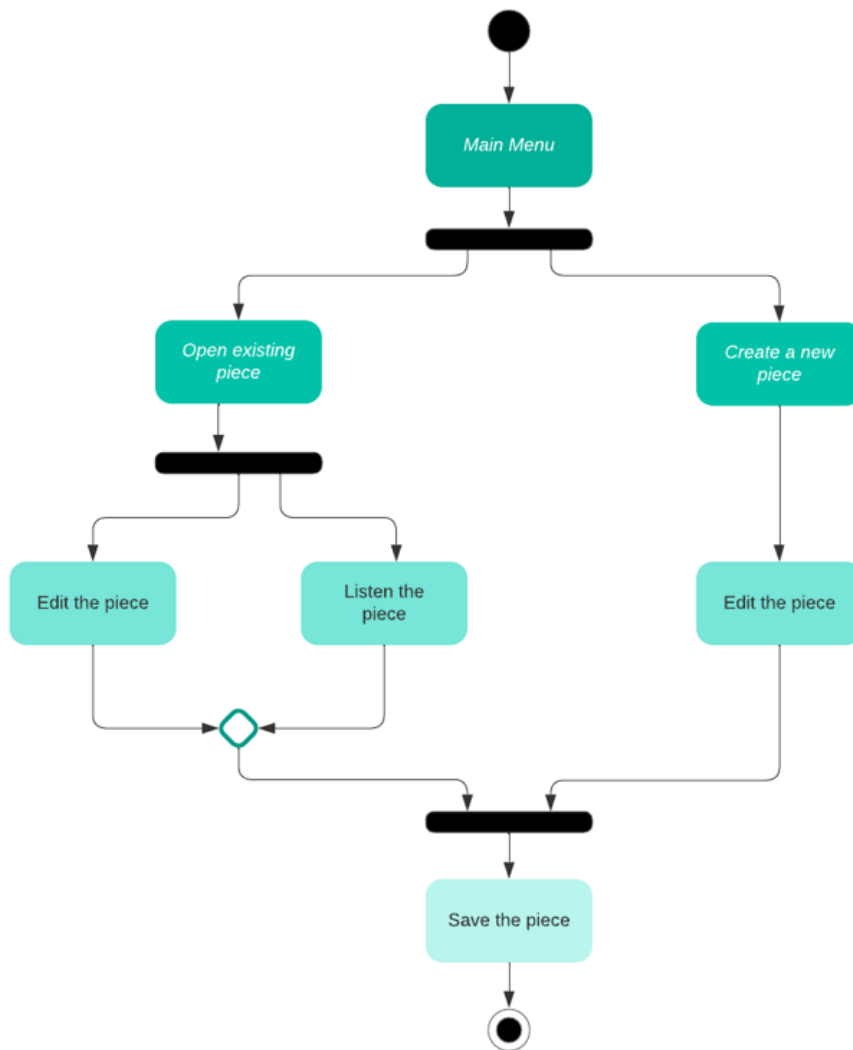 Main Menu
Open existing
piece
Create a new
piece
Edit the piece
Listen the
piece
Edit the piece
Save the piece